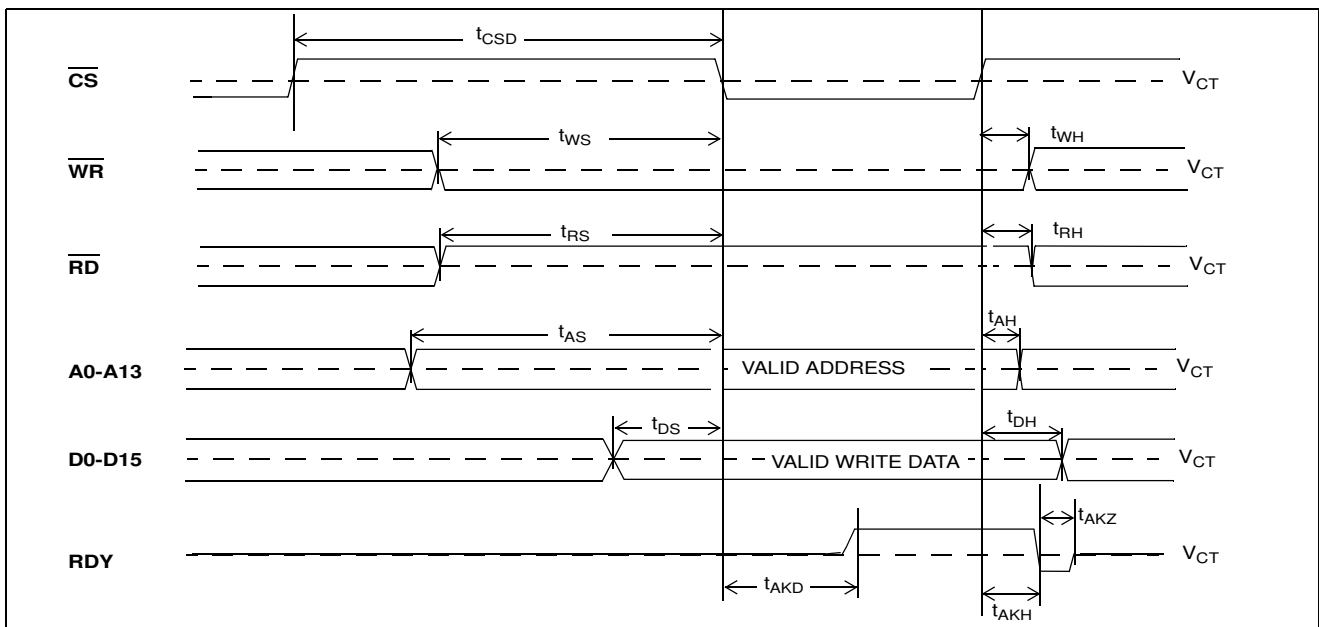 tCSD
CS VCT
tWS tWH
WR VCT
tRS tRH
RD VCT
tAS tAH
A0-A13 VALID ADDRESS VCT
tDS tDH
D0-D15 VALID WRITE DATA VCT
tAKZ
RDY VCT
tAKD tAKH